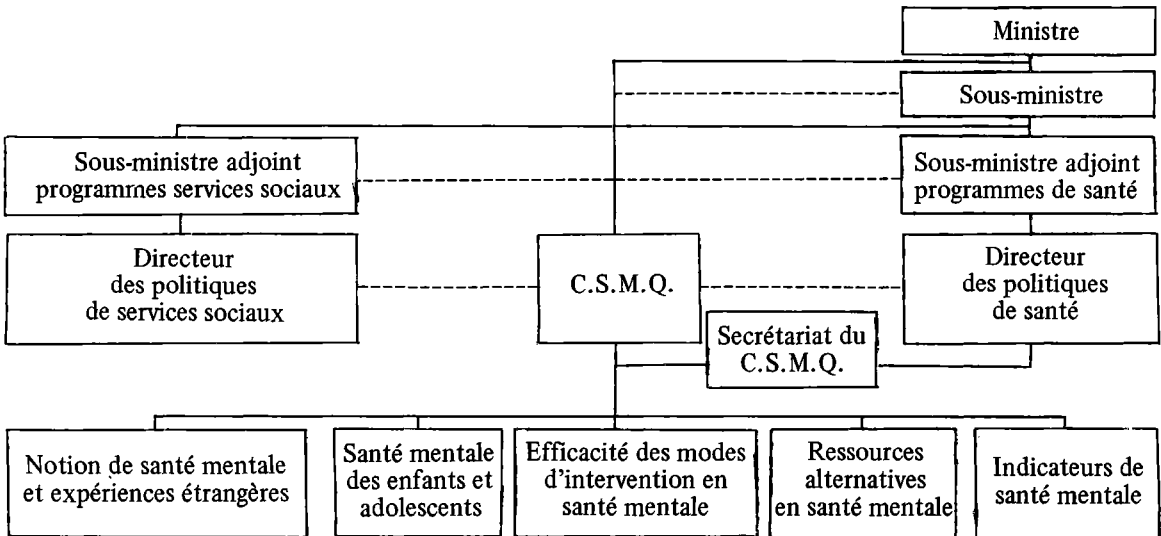 Ministre
Sous-ministre
Sous-ministre adjoint
programmes services sociaux
Sous-ministre adjoint
programmes de santé
Directeur
des politiques
de services sociaux
C.S.M.Q.
Directeur
des politiques
de santé
Secrétariat du
C.S.M.Q.
Notion de santé mentale
et expériences étrangères
Santé mentale
des enfants et
adolescents
Efficacité des modes
d'intervention en
santé mentale
Ressources
alternatives
en santé mentale
Indicateurs de
santé mentale